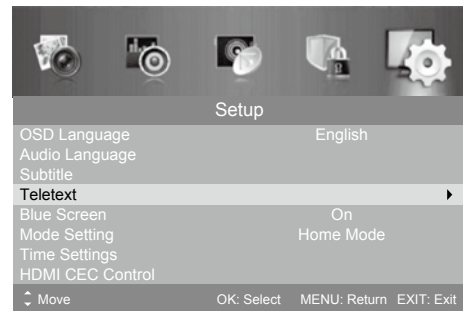 Setup
OSD Language English
Audio Language
Subtitle
Teletext
Blue Screen On
Mode Setting Home Mode
Time Settings
HDMI CEC Control
Move OK: Select MENU: Return EXIT: Exit